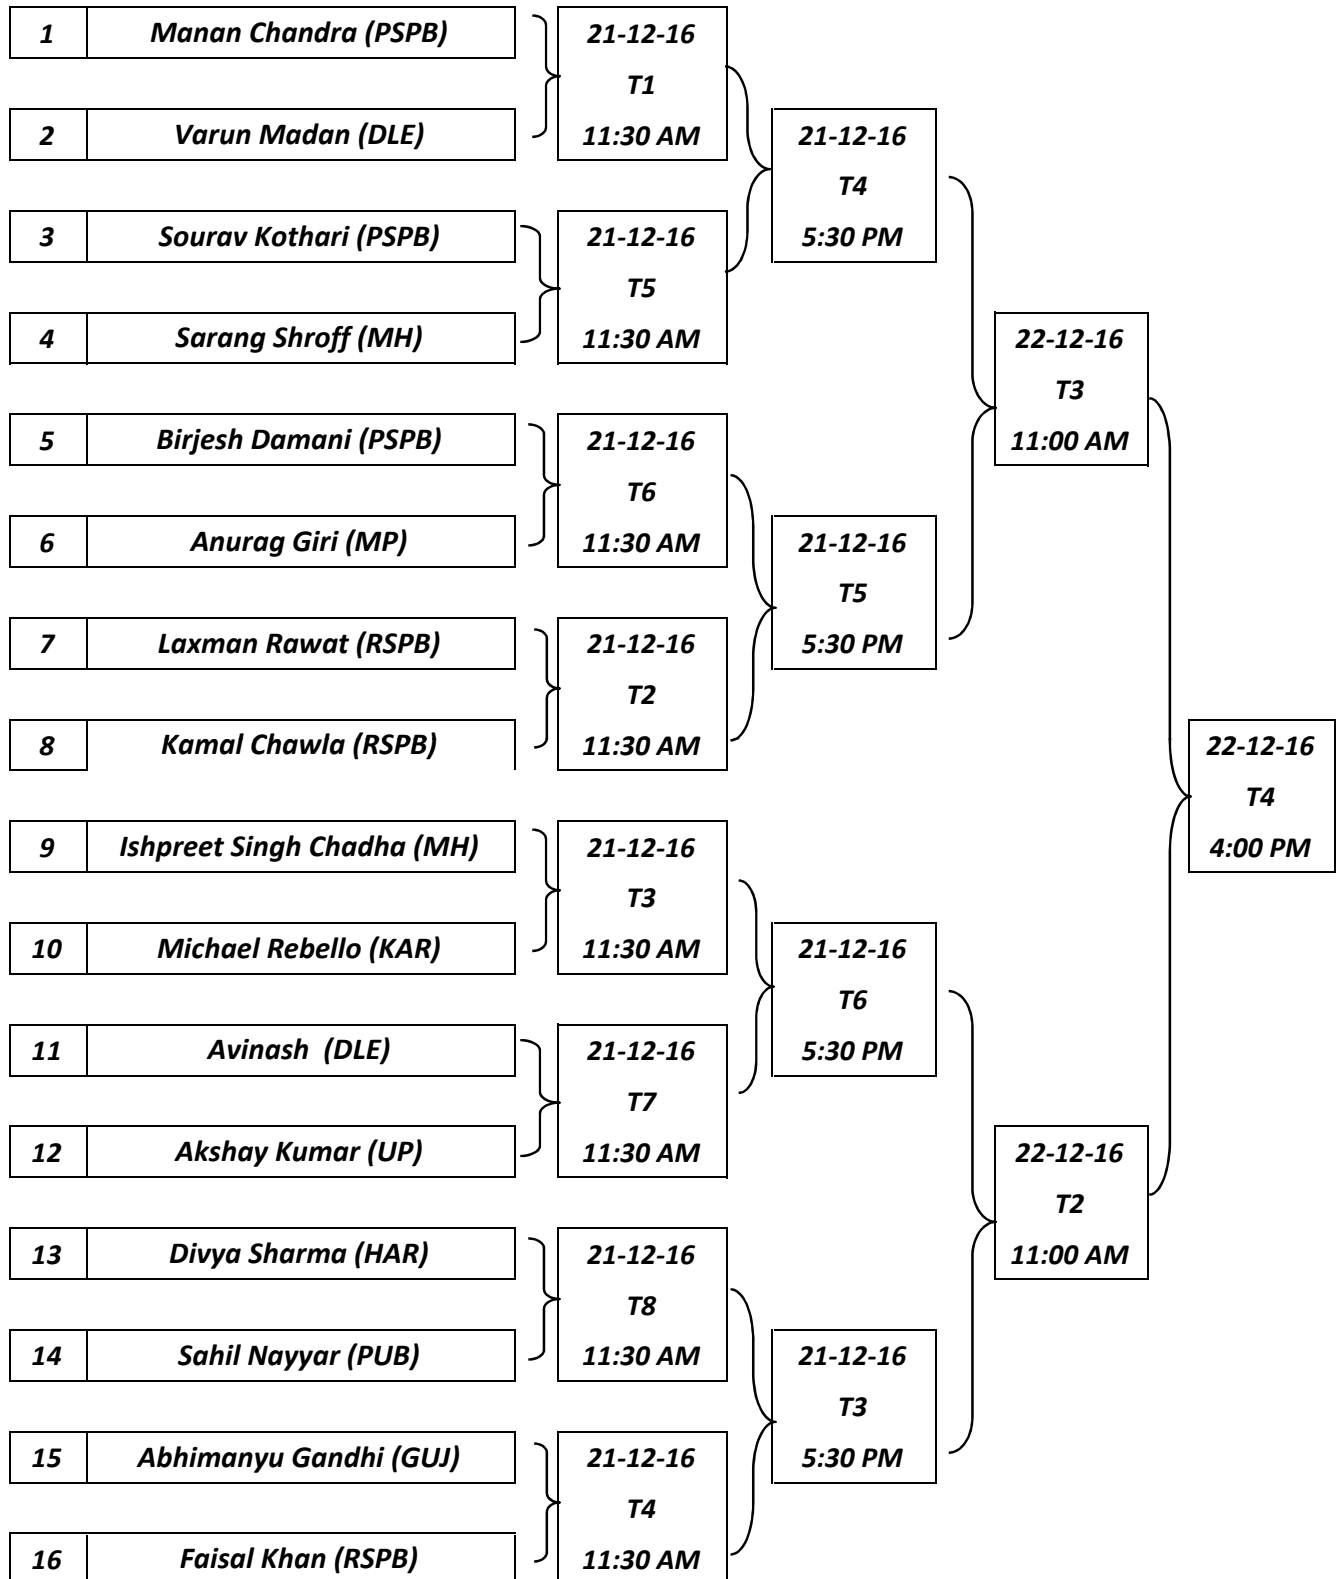 1 Manan Chandra (PSPB) 21-12-16
T1
2 Varun Madan (DLE) 11:30 AM 21-12-16
T4
3 Sourav Kothari (PSPB) 21-12-16 5:30 PM
T5
4 Sarang Shroff (MH) 11:30 AM 22-12-16
T3
5 Birjesh Damani (PSPB) 21-12-16 11:00 AM
T6
6 Anurag Giri (MP) 11:30 AM 21-12-16
T5
7 Laxman Rawat (RSPB) 21-12-16 5:30 PM
T2
8 Kamal Chawla (RSPB) 11:30 AM 22-12-16
T4
9 Ishpreet Singh Chadha (MH) 21-12-16 4:00 PM
T3
10 Michael Rebello (KAR) 11:30 AM 21-12-16
T6
11 Avinash (DLE) 21-12-16 5:30 PM
T7
12 Akshay Kumar (UP) 11:30 AM 22-12-16
T2
13 Divya Sharma (HAR) 21-12-16 11:00 AM
T8
14 Sahil Nayyar (PUB) 11:30 AM 21-12-16
T3
15 Abhimanyu Gandhi (GUJ) 21-12-16 5:30 PM
T4
16 Faisal Khan (RSPB) 11:30 AM